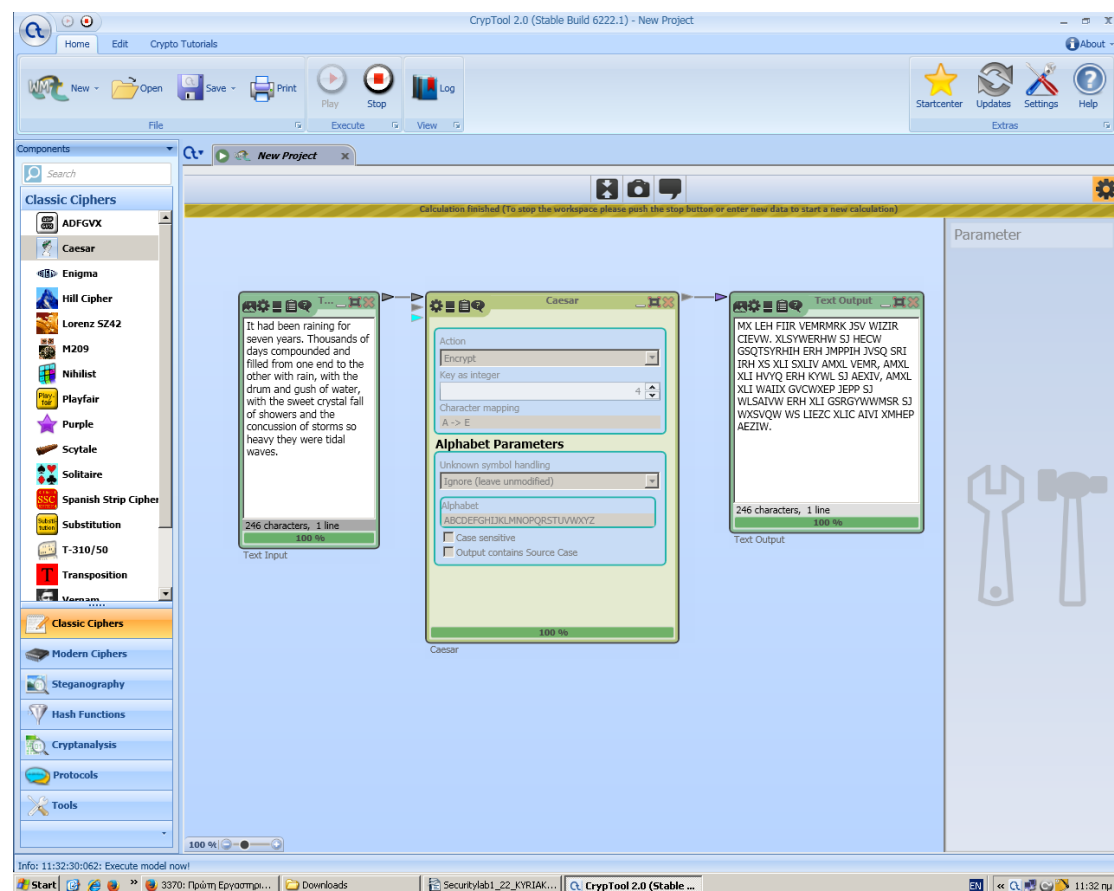 CrypTool 2.0 (Stable Build 6222.1) - New Project
Home Edit Crypto Tutorials About
New Open Save Print Play Stop Log Startcenter Updates Settings Help
File Execute View Extras
Components
Search
Classic Ciphers
ADFGVX
Caesar
Enigma
Hill Cipher
Lorenz SZ42
M209
Nihilist
Playfair
Purple
Scytale
Solitaire
Spanish Strip Cipher
Substitution
T-310/50
Transposition
Vernam
Classic Ciphers
Modern Ciphers
Steganography
Hash Functions
Cryptanalysis
Protocols
Tools
New Project x
Calculation finished (To stop the workspace please push the stop button or enter new data to start a new calculation)
T...
It had been raining for
seven years. Thousands of
days compounded and
filled from one end to the
other with rain, with the
drum and gush of water,
with the sweet crystal fall
of showers and the
concussion of storms so
heavy they were tidal
waves.
246 characters, 1 line
100 %
Text Input
Caesar
Action
Encrypt
Key as integer
4
Character mapping
A -> E
Alphabet Parameters
Unknown symbol handling
Ignore (leave unmodified)
Alphabet
ABCDEFGHIJKLMNOPQRSTUVWXYZ
Case sensitive
Output contains Source Case
100 %
Caesar
Text Output
MX LEH FIIR VEMRMRK JSV WIZIR
CIEVW. XLSYWERHW SJ HECW
GSQTSYRHIH ERH JMPPIH JVSQ SRI
IRH XS XLI SXLIV AMXL VEMR, AMXL
XLI HVYQ ERH KYWL SJ AEXIV, AMXL
XLI WAIIX GVCWXEP JEPP SJ
WLSAIVW ERH XLI GSRGYWWMSR SJ
WXSVQW WS LIEZC XLIC AIVI XMHEP
AEZIW.
246 characters, 1 line
100 %
Text Output
Parameter
100 %
Info: 11:32:30:062: Execute model now!
Start » 3370: Πρώτη Εργαστηρι... Downloads Securitylab1_22_KYRIAK... CrypTool 2.0 (Stable ... EN « 11:32 πμ